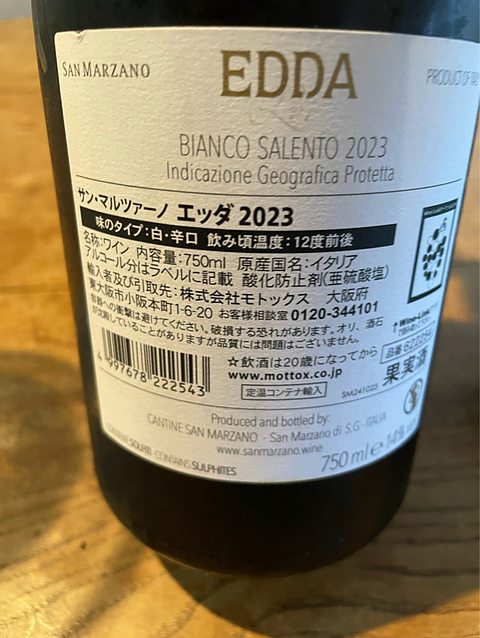 SAN MARZANO
EDDA
PRODUCT OF
BIANCO SALENTO 2023
Indicazione Geografica Protetta
サン・マルツァーノ エッダ 2023
味のタイプ:白・辛口 飲み頃温度:12度前後
名称:ワイン 内容量:750ml 原産国名:イタリア
アルコール分はラベルに記載 酸化防止剤(亜硫酸塩)
輸入者及び引取先:株式会社モトックス 大阪府
東大阪市小阪本町1-6-20 お客様相談室 0120-344101
容器への衝撃は避けてください。破損する恐れがあります。オリ、酒石
が沈殿していることがありますが品質には問題はございません。
↑Wine-Link
品番 622254
果実酒
☆飲酒は20歳になってから
www.mottox.co.jp
定温コンテナ輸入
SM241023
4 997678 222543
Produced and bottled by:
CANTINE SAN MARZANO - San Marzano di S.G.- ITALIA
www.sanmarzano.wine
CONTIENE SOLFITI - CONTAINS SULPHITES
750 ml e 14% vol